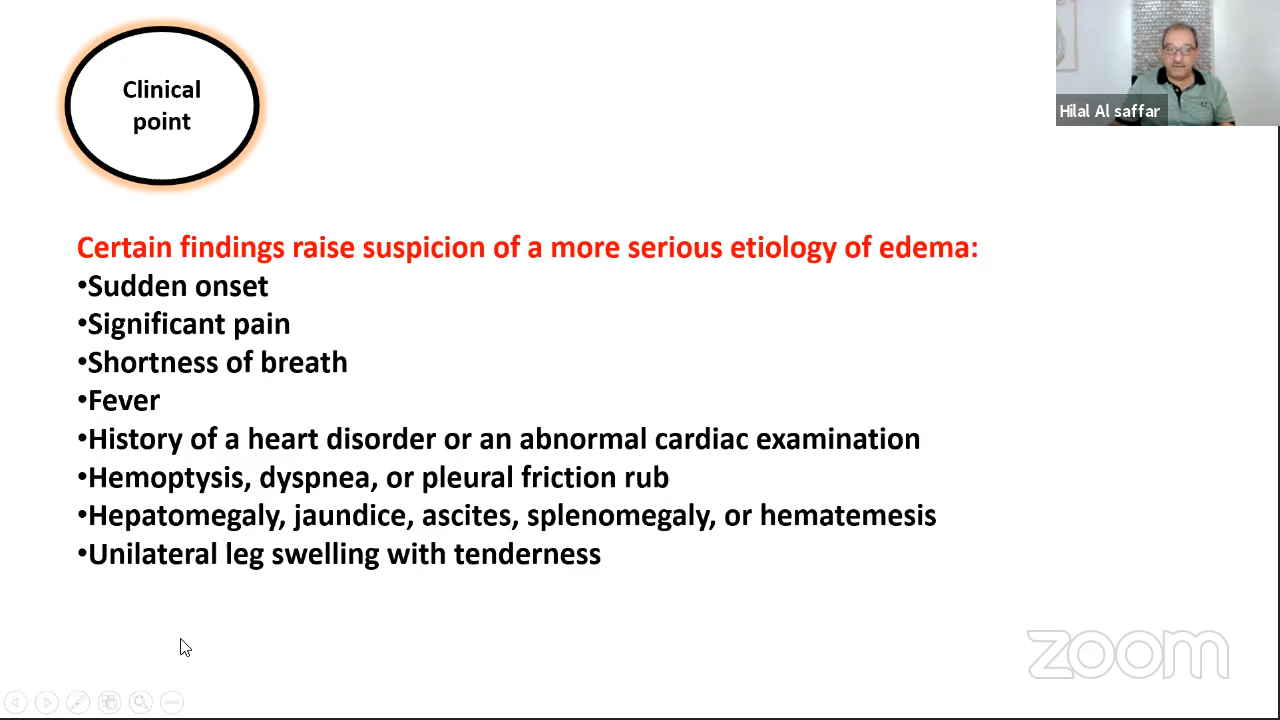 Clinical
point
Hilal Al saffar
Certain findings raise suspicion of a more serious etiology of edema:
•Sudden onset
•Significant pain
•Shortness of breath
•Fever
•History of a heart disorder or an abnormal cardiac examination
•Hemoptysis, dyspnea, or pleural friction rub
•Hepatomegaly, jaundice, ascites, splenomegaly, or hematemesis
•Unilateral leg swelling with tenderness
zoom